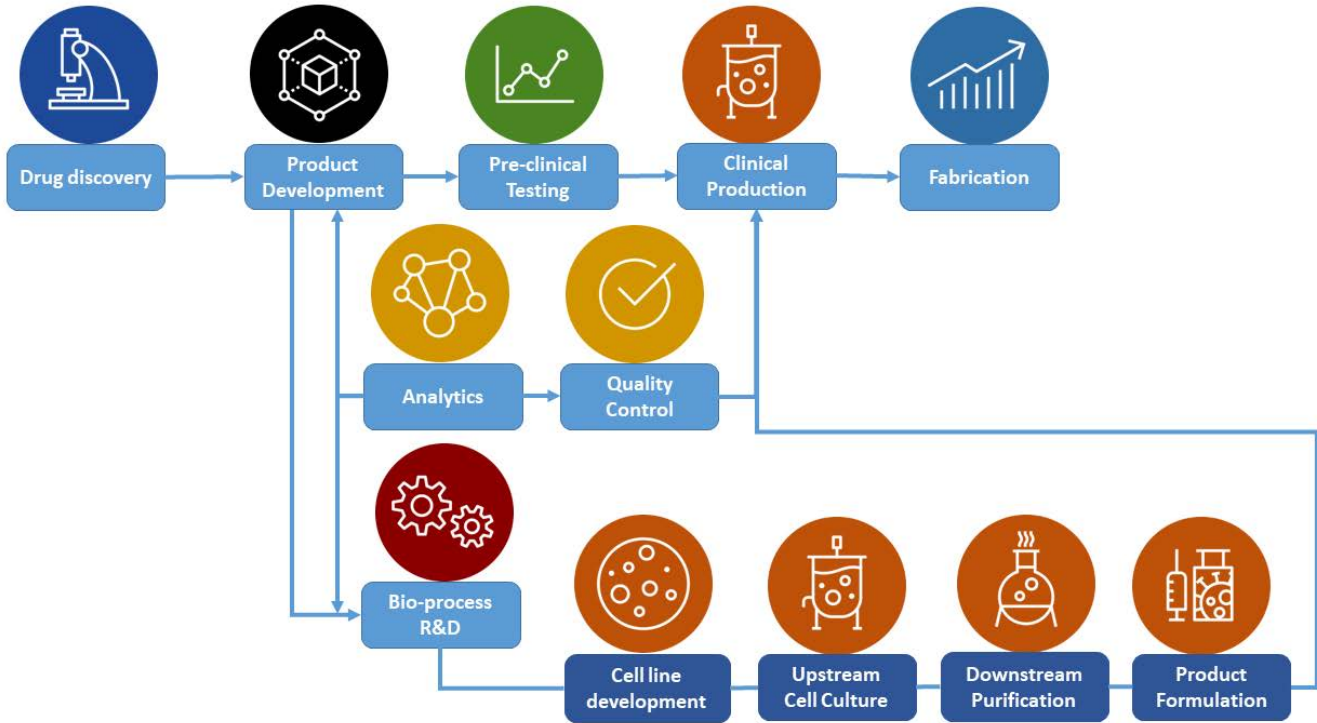 Drug discovery
Product
Development
Pre-clinical
Testing
Clinical
Production
Fabrication
Analytics
Quality
Control
Bio-process
R&D
Cell line
development
Upstream
Cell Culture
Downstream
Purification
Product
Formulation